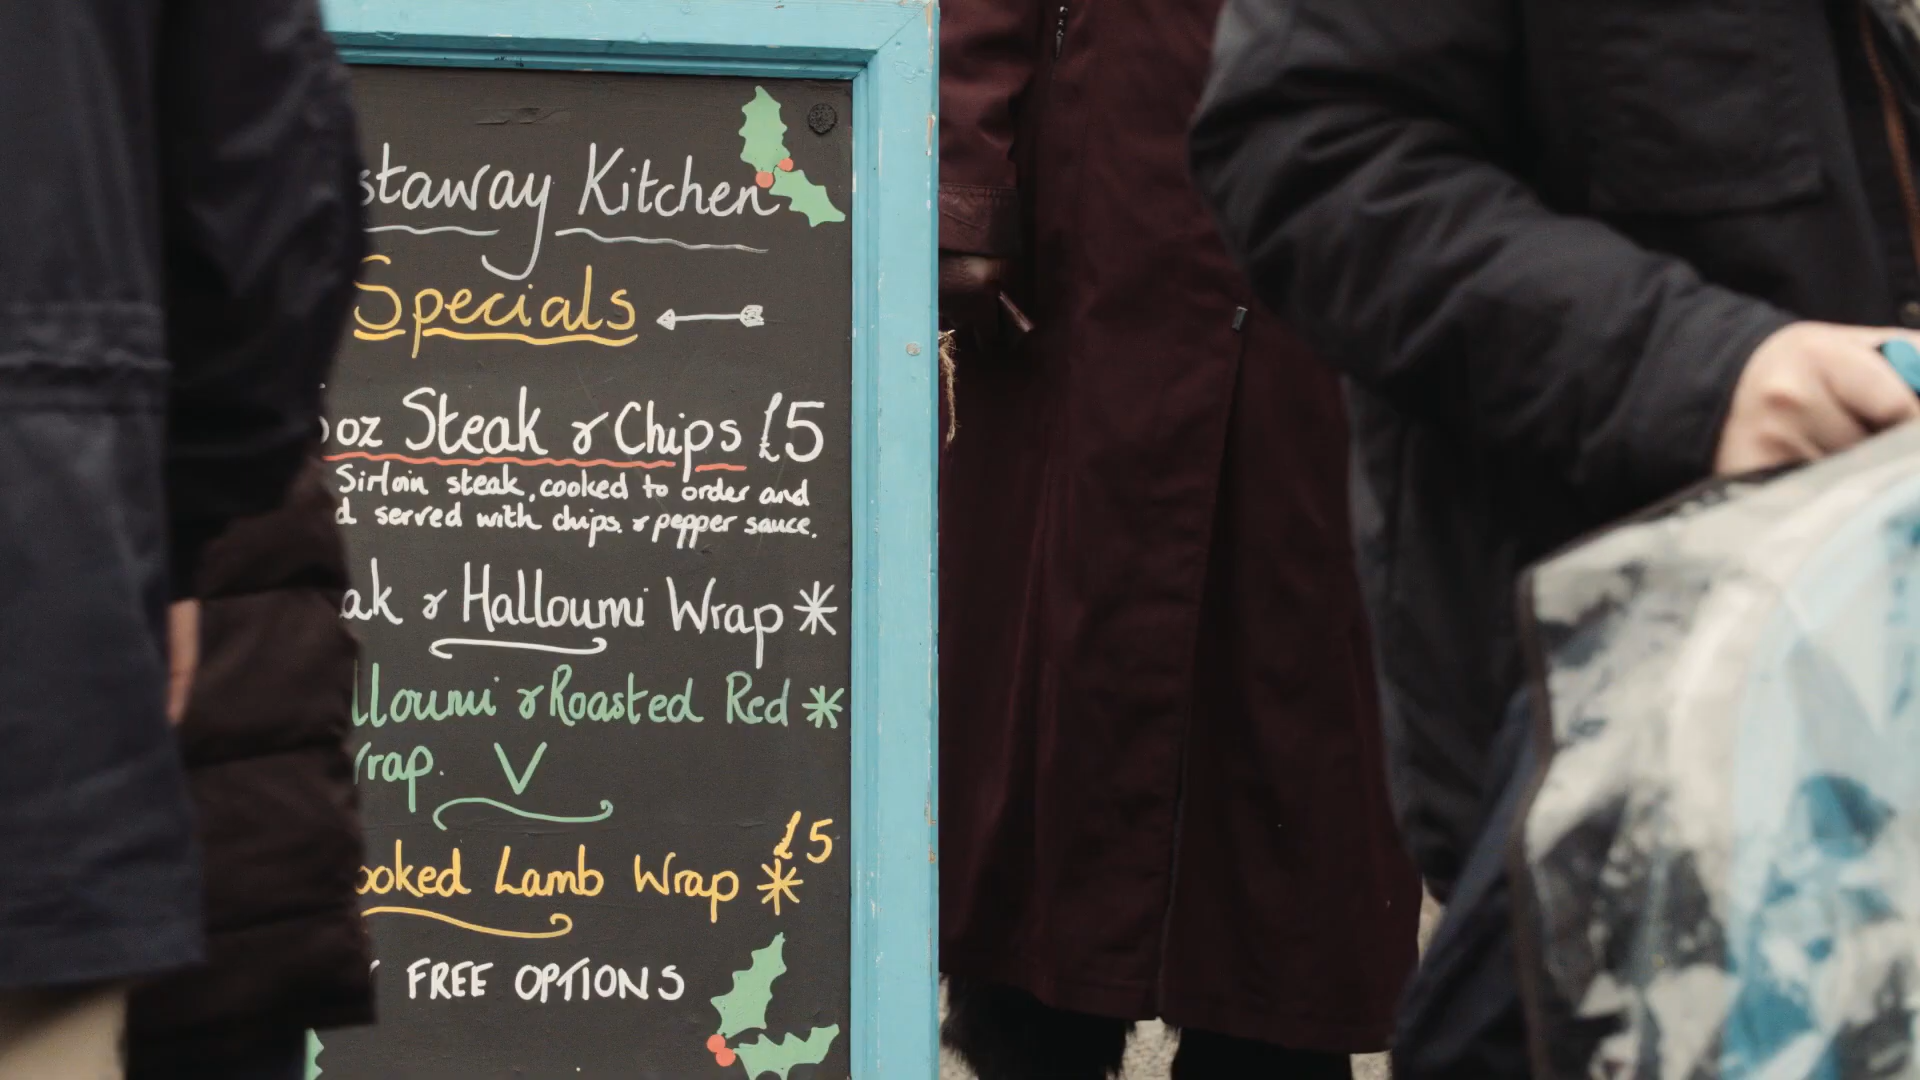 staway Kitchen
Specials
oz Steak & Chips £5
Sirloin steak, cooked to order and
d served with chips & pepper sauce.
ak & Halloumi Wrap *
lloumi & Roasted Red *
rap. V
£5
ooked Lamb Wrap *
FREE OPTIONS